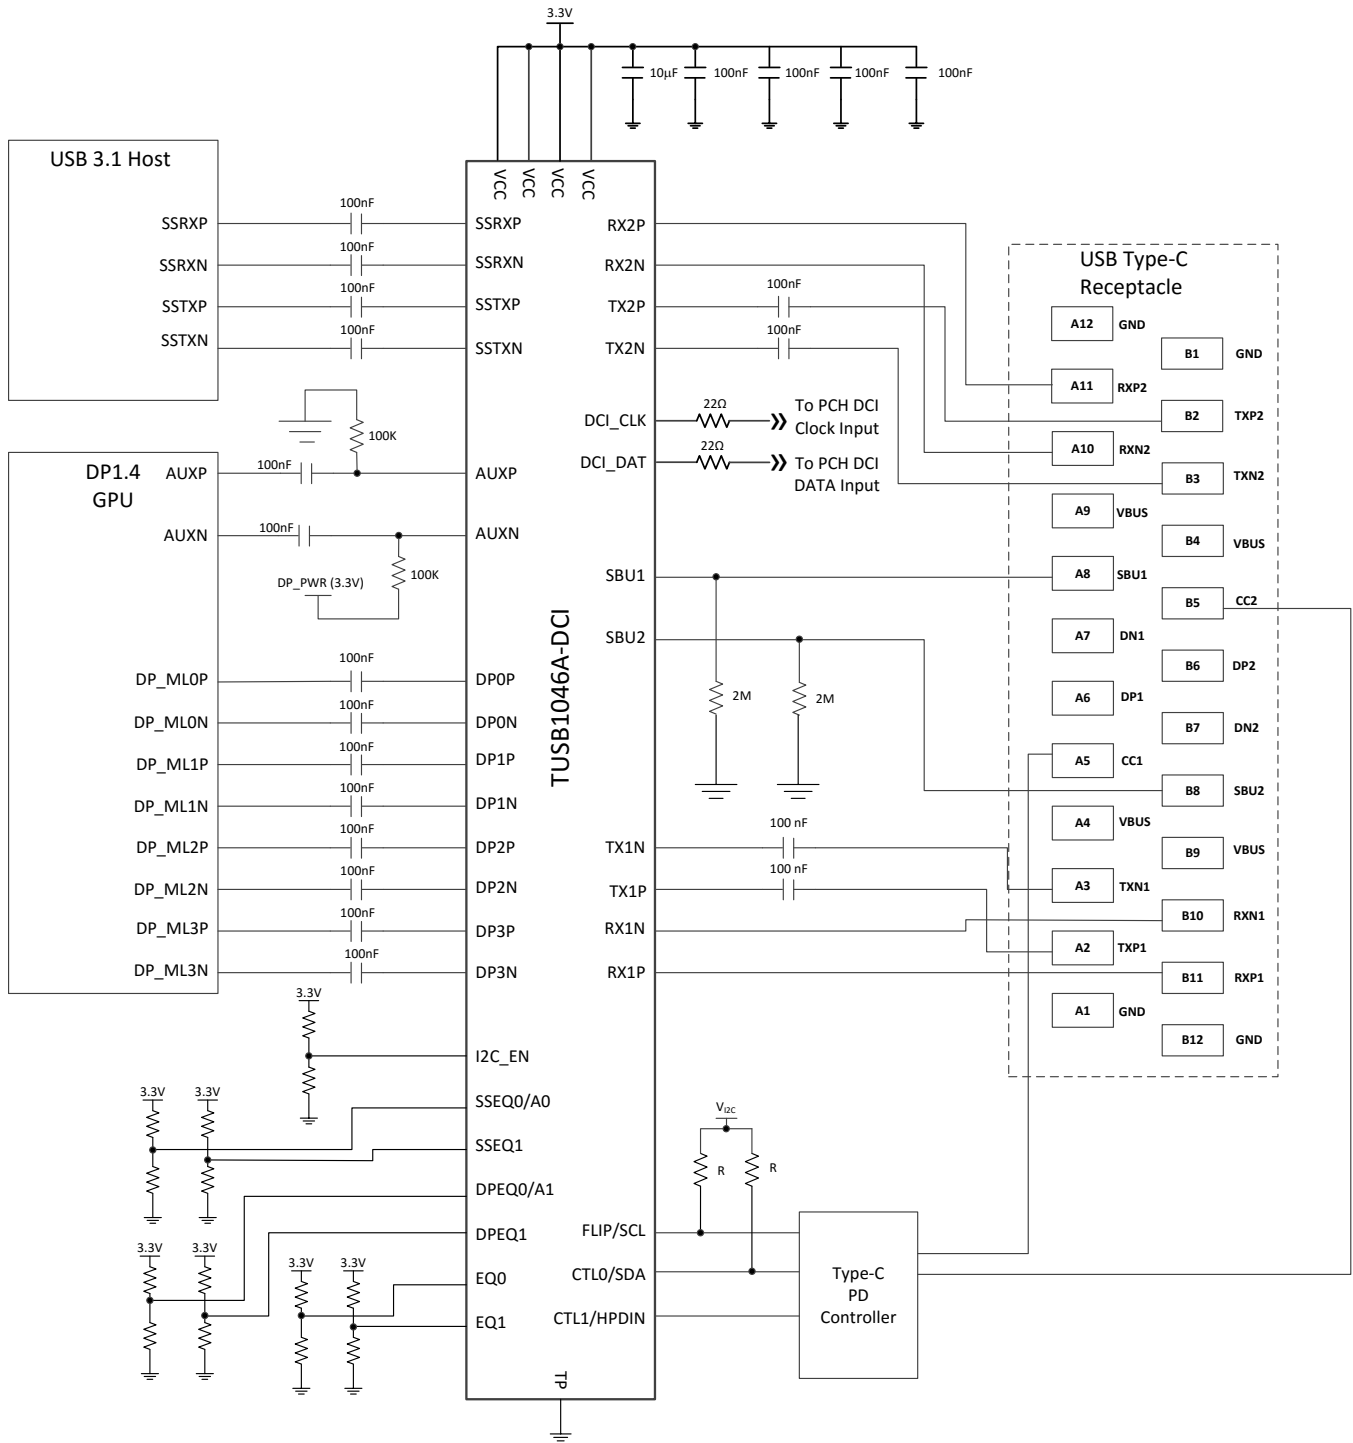 3.3V
10µF
100nF
100nF
100nF
100nF
USB 3.1 Host
SSRXP
SSRXN
SSTXP
SSTXN
100nF
100nF
100nF
100nF
VCC
VCC
VCC
VCC
SSRXP
SSRXN
SSTXP
SSTXN
RX2P
RX2N
TX2P
TX2N
100nF
100nF
DCI_CLK
22Ω
To PCH DCI
Clock Input
DCI_DAT
22Ω
To PCH DCI
DATA Input
100K
DP1.4
GPU
AUXP
100nF
AUXP
AUXN
100nF
AUXN
100K
DP_PWR (3.3V)
SBU1
SBU2
2M
2M
TUSB1046A-DCI
DP_ML0P
100nF
DP0P
DP_ML0N
100nF
DP0N
DP_ML1P
100nF
DP1P
DP_ML1N
100nF
DP1N
DP_ML2P
100nF
DP2P
DP_ML2N
100nF
DP2N
DP_ML3P
100nF
DP3P
DP_ML3N
100nF
DP3N
TX1N
100 nF
TX1P
100 nF
RX1N
RX1P
USB Type-C
Receptacle
A12 GND
B1 GND
A11 RXP2
B2 TXP2
A10 RXN2
B3 TXN2
A9 VBUS
B4 VBUS
A8 SBU1
B5 CC2
A7 DN1
B6 DP2
A6 DP1
B7 DN2
A5 CC1
B8 SBU2
A4 VBUS
B9 VBUS
A3 TXN1
B10 RXN1
A2 TXP1
B11 RXP1
A1 GND
B12 GND
3.3V
I2C_EN
3.3V
3.3V
SSEQ0/A0
SSEQ1
DPEQ0/A1
DPEQ1
3.3V
3.3V
3.3V
3.3V
EQ0
EQ1
VI2C
R
R
FLIP/SCL
CTL0/SDA
CTL1/HPDIN
Type-C
PD
Controller
TP